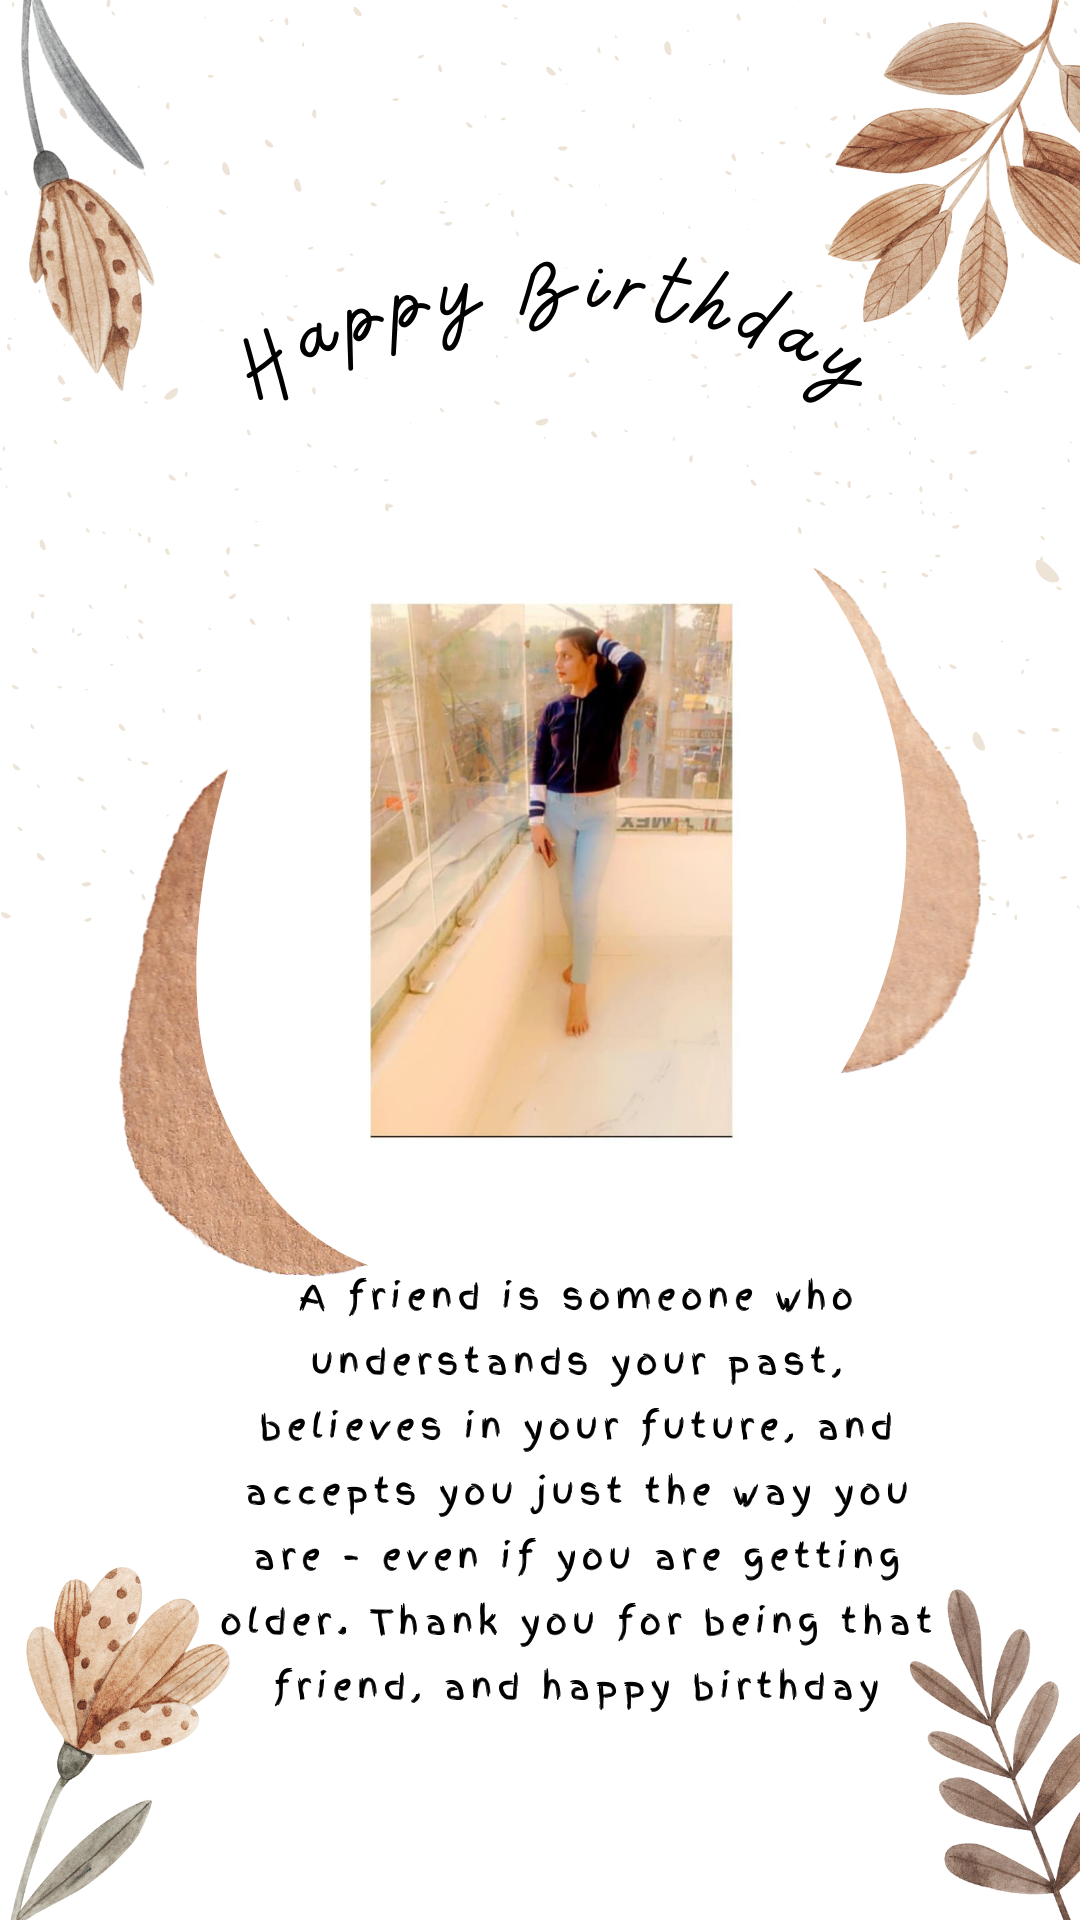 Happy Birthday
A friend is someone who
understands your past,
believes in your future, and
accepts you just the way you
are - even if you are getting
older. Thank you for being that
friend, and happy birthday